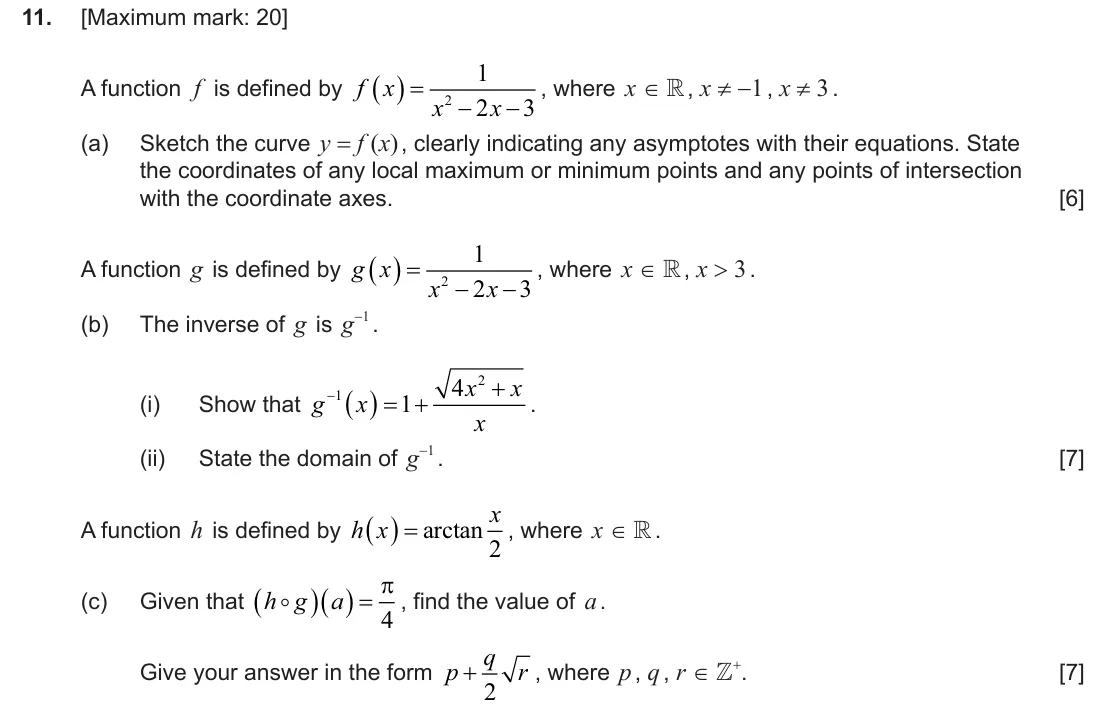 11. [Maximum mark: 20]
A function f is defined by f(x) = 1/(x² − 2x − 3), where x ∈ ℝ, x ≠ −1, x ≠ 3.
(a) Sketch the curve y = f(x), clearly indicating any asymptotes with their equations. State
the coordinates of any local maximum or minimum points and any points of intersection
with the coordinate axes. [6]
A function g is defined by g(x) = 1/(x² − 2x − 3), where x ∈ ℝ, x > 3.
(b) The inverse of g is g⁻¹.
(i) Show that g⁻¹(x) = 1 + √(4x² + x)/x.
(ii) State the domain of g⁻¹. [7]
A function h is defined by h(x) = arctan x/2, where x ∈ ℝ.
(c) Given that (h∘g)(a) = π/4, find the value of a.
Give your answer in the form p + q/2 √r, where p, q, r ∈ ℤ⁺. [7]